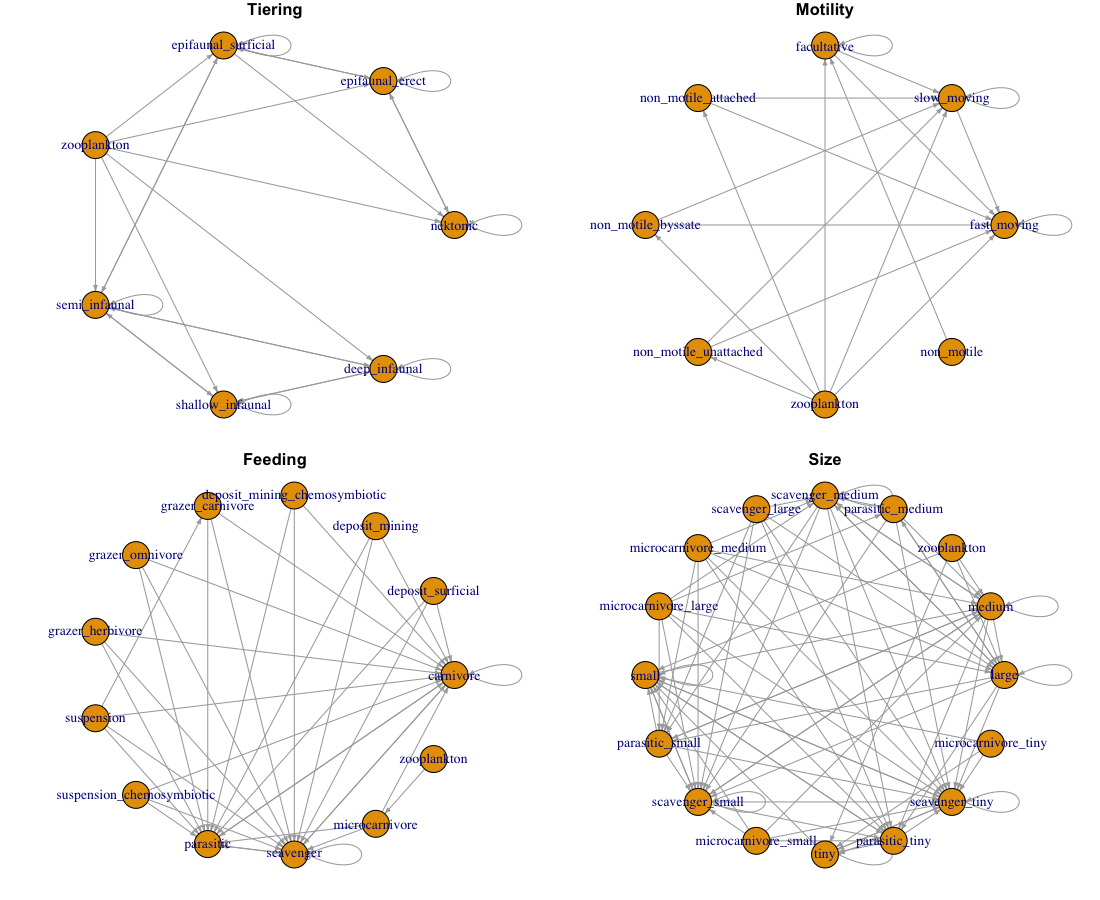 Tiering
epifaunal_surficial
epifaunal_erect
zooplankton
nektonic
semi_infaunal
deep_infaunal
shallow_infaunal
Motility
facultative
non_motile_attached
slow_moving
non_motile_byssate
fast_moving
non_motile_unattached
non_motile
zooplankton
Feeding
deposit_mining_chemosymbiotic
grazer_carnivore
deposit_mining
grazer_omnivore
deposit_surficial
grazer_herbivore
carnivore
suspension
zooplankton
suspension_chemosymbiotic
microcarnivore
parasitic
scavenger
Size
scavenger_medium
scavenger_large
parasitic_medium
microcarnivore_medium
zooplankton
microcarnivore_large
medium
small
large
parasitic_small
microcarnivore_tiny
scavenger_small
scavenger_tiny
microcarnivore_small
parasitic_tiny
tiny